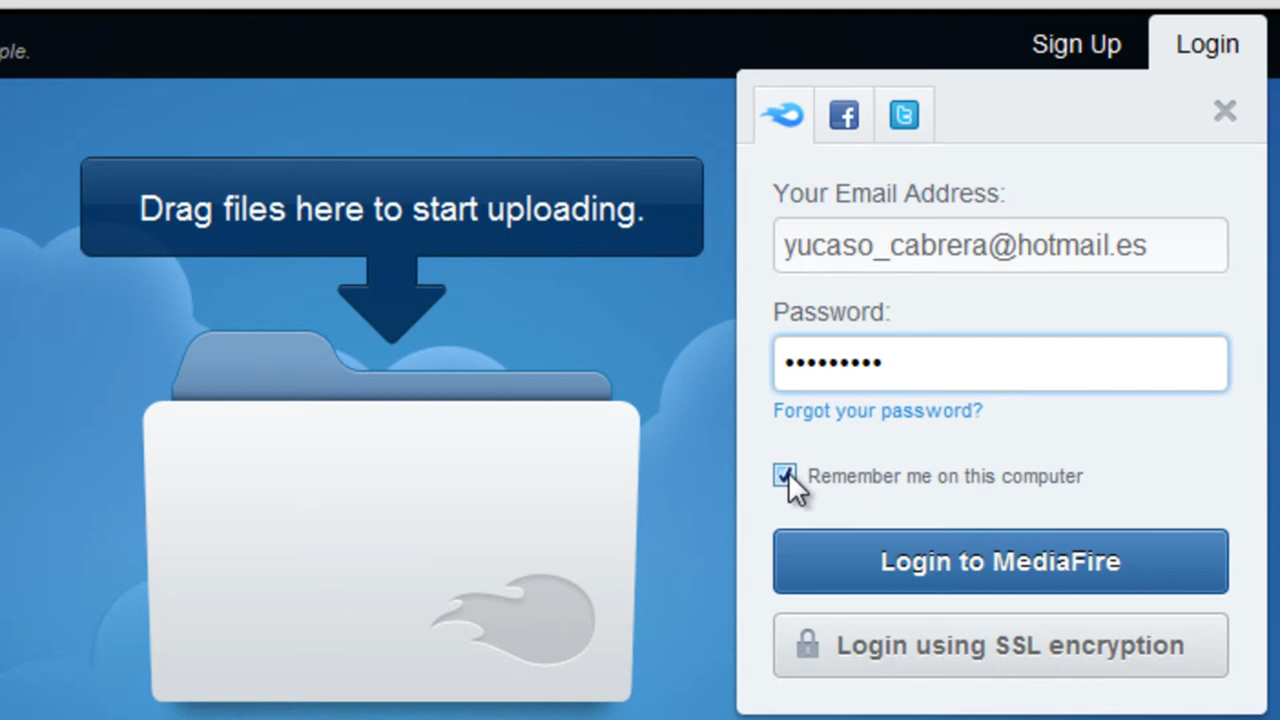 ple.
Sign Up
Login
Drag files here to start uploading.
Your Email Address:
yucaso_cabrera@hotmail.es
Password:
•••••••••
Forgot your password?
Remember me on this computer
Login to MediaFire
Login using SSL encryption